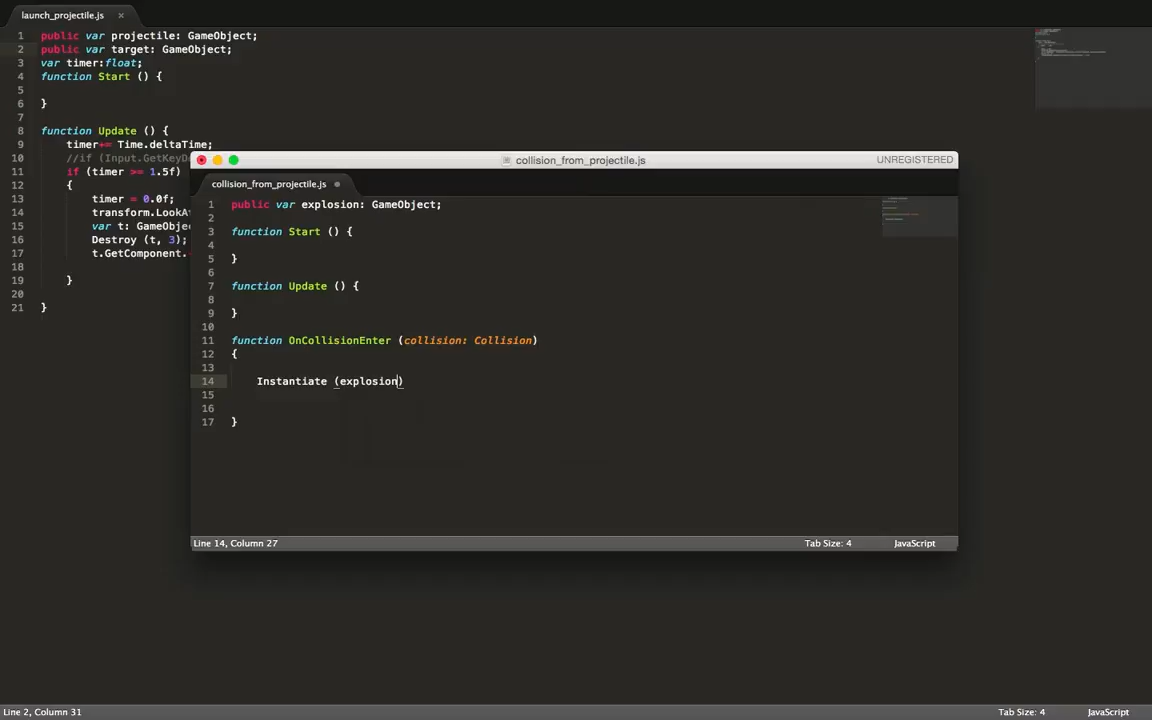 launch_projectile.js ×
1 public var projectile: GameObject;
2 public var target: GameObject;
3 var timer:float;
4 function Start () {
5
6 }
7
8 function Update () {
9 timer+= Time.deltaTime;
10 //if (Input.GetKeyD
11 if (timer >= 1.5f)
12 {
13 timer = 0.0f;
14 transform.LookA
15 var t: GameObje
16 Destroy (t, 3);
17 t.GetComponent.
18
19 }
20
21 }
collision_from_projectile.js
UNREGISTERED
collision_from_projectile.js
1 public var explosion: GameObject;
2
3 function Start () {
4
5 }
6
7 function Update () {
8
9 }
10
11 function OnCollisionEnter (collision: Collision)
12 {
13
14 Instantiate (explosion)
15
16
17 }
Line 14, Column 27
Tab Size: 4
JavaScript
Line 2, Column 31
Tab Size: 4
JavaScript